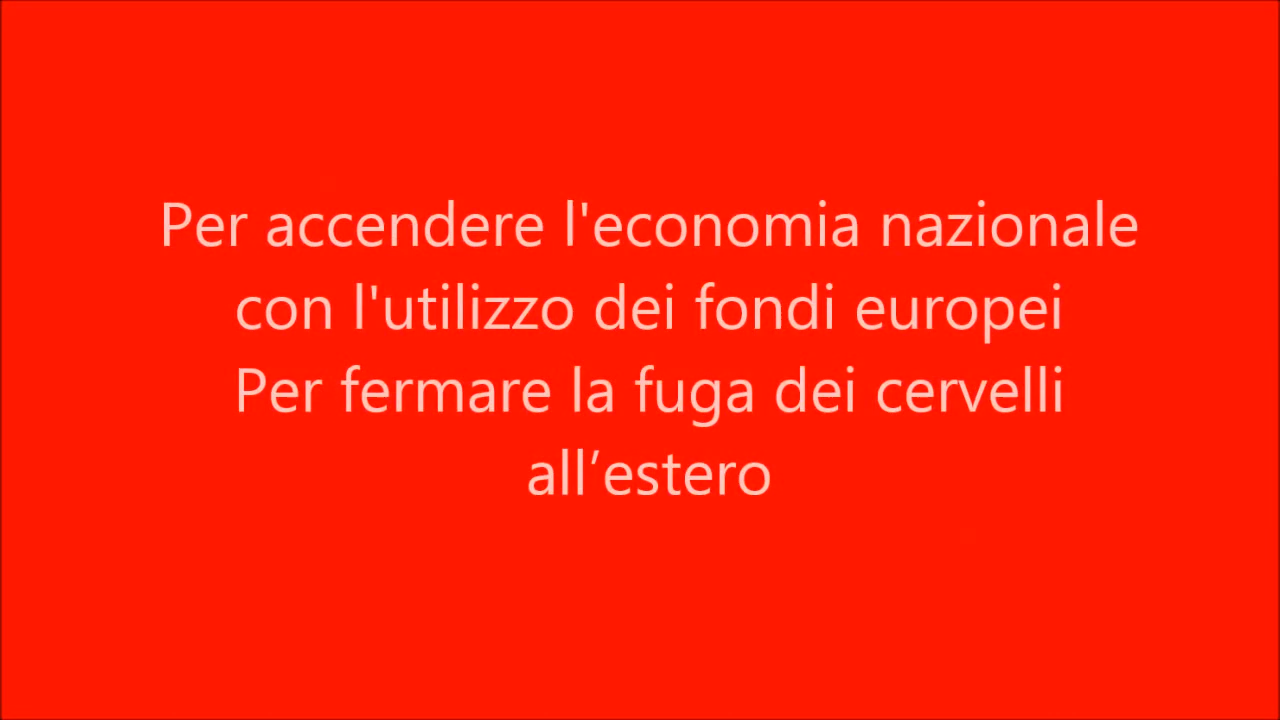 Per accendere l'economia nazionale
con l'utilizzo dei fondi europei
Per fermare la fuga dei cervelli
all’estero